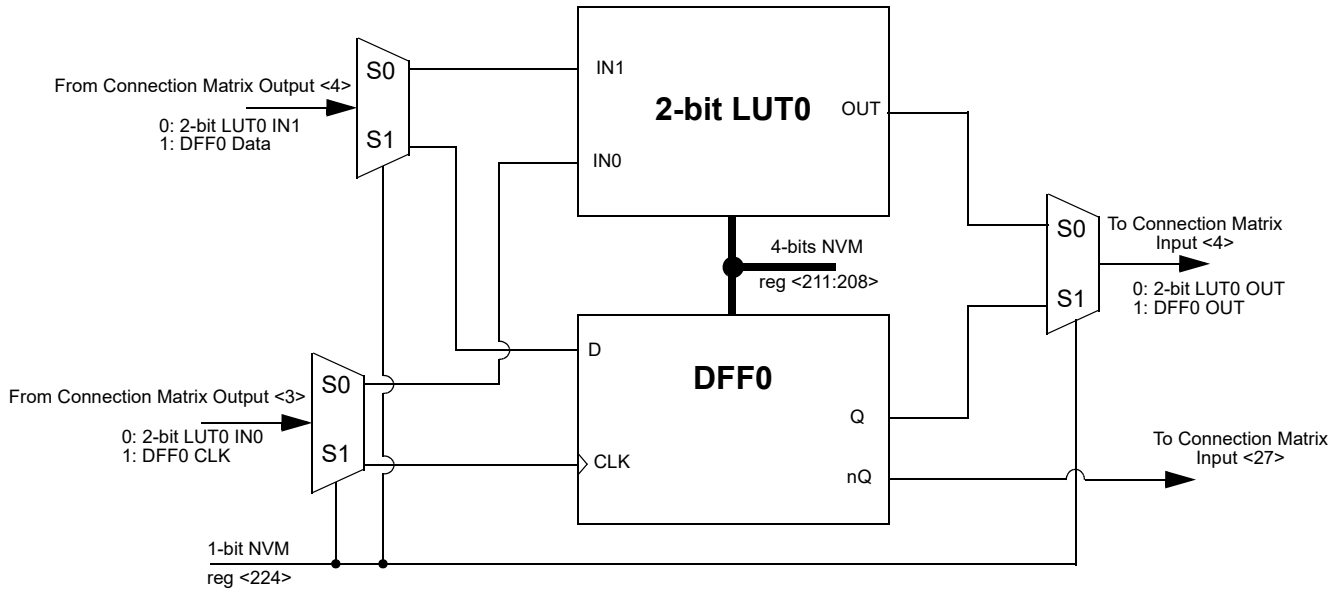 From Connection Matrix Output <4>
0: 2-bit LUT0 IN1
1: DFF0 Data
S0
S1
IN1
IN0
2-bit LUT0
OUT
4-bits NVM
reg <211:208>
S0
S1
To Connection Matrix
Input <4>
0: 2-bit LUT0 OUT
1: DFF0 OUT
From Connection Matrix Output <3>
0: 2-bit LUT0 IN0
1: DFF0 CLK
S0
S1
D
CLK
DFF0
Q
nQ
To Connection Matrix
Input <27>
1-bit NVM
reg <224>